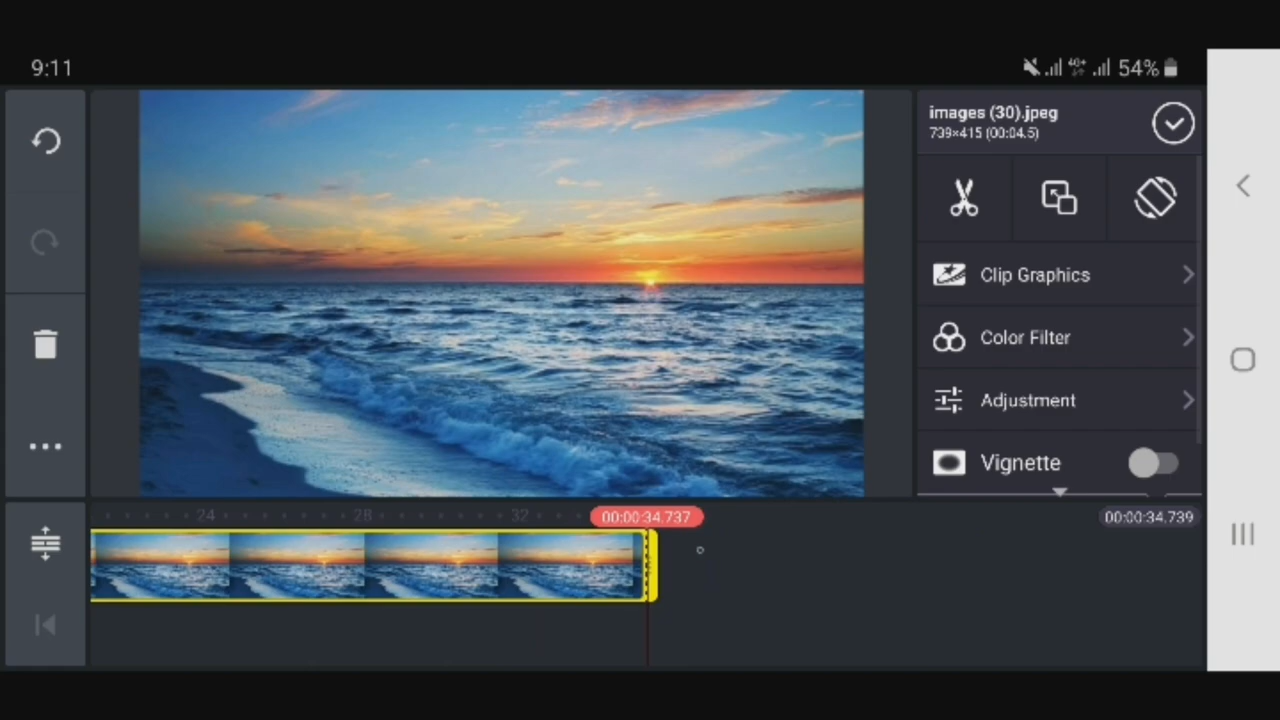 9:11
4G+ 54%
images (30).jpeg
739×415 (00:04.5)
Clip Graphics
Color Filter
Adjustment
Vignette
24 28 32 00:00:34.737 00:00:34.739